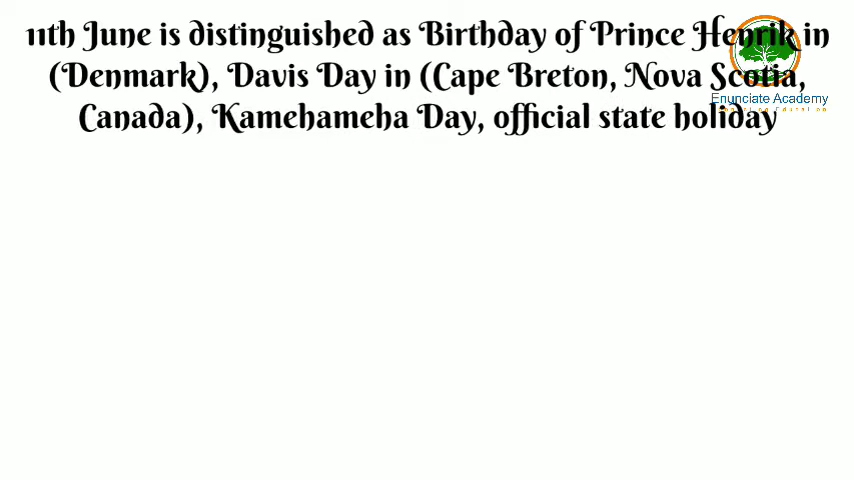 11th June is distinguished as Birthday of Prince Henrik in
(Denmark), Davis Day in (Cape Breton, Nova Scotia,
Canada), Kamehameha Day, official state holiday
Enunciate Academy